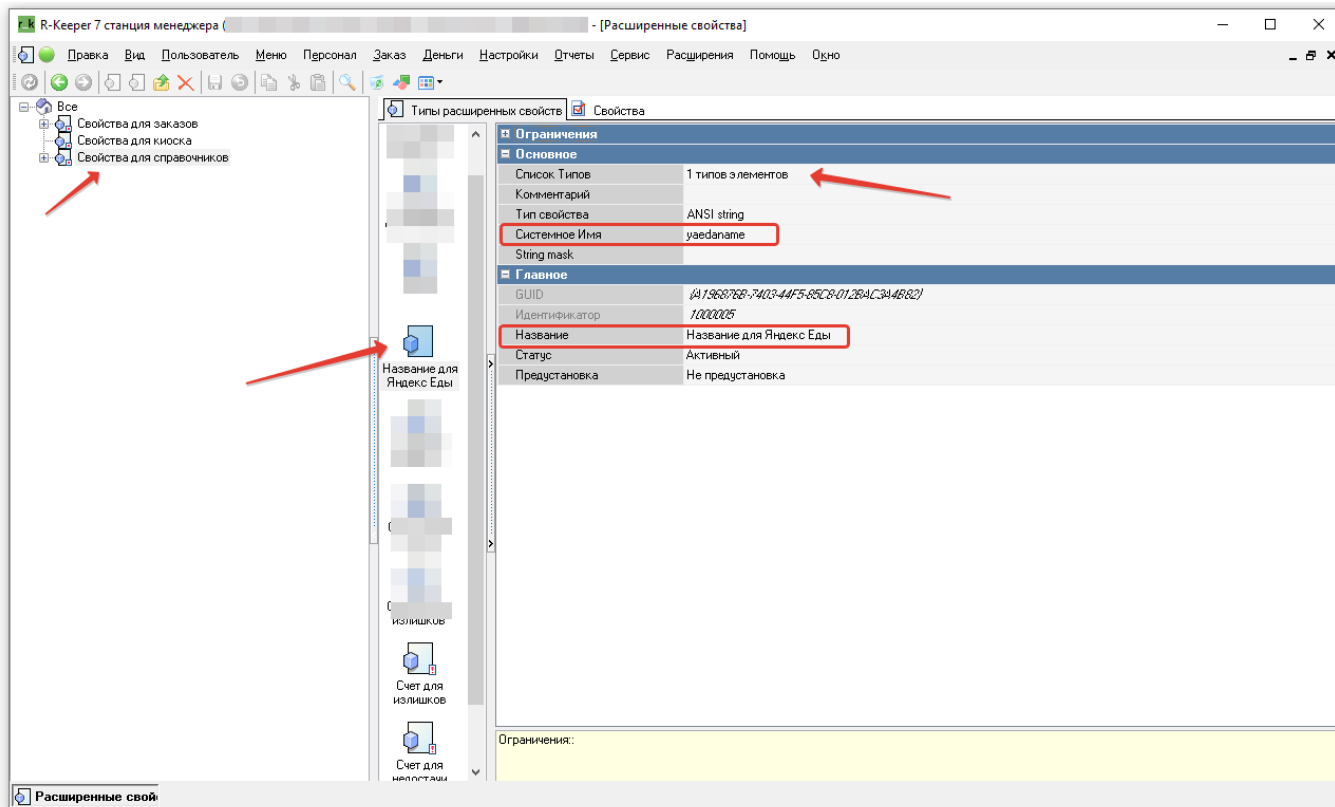 R-Keeper 7 станция менеджера ( - [Расширенные свойства]
Правка Вид Пользователь Меню Персонал Заказ Деньги Настройки Отчеты Сервис Расширения Помощь Окно
Все
Свойства для заказов
Свойства для киоска
Свойства для справочников
Типы расширенных свойств Свойства
Название для
Яндекс Еды
излишков
Счет для
излишков
Счет для
недостачи
Ограничения
Основное
Список Типов 1 типов элементов
Комментарий
Тип свойства ANSI string
Системное Имя yaedaname
String mask
Главное
GUID {A196876B-7403-44F5-85C8-012BAC3A4B82}
Идентификатор 1000005
Название Название для Яндекс Еды
Статус Активный
Предустановка Не предустановка
Ограничения::
Расширенные свой